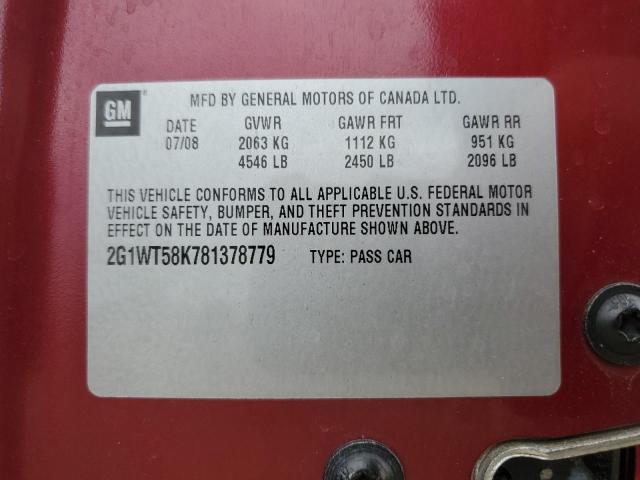 GM
MFD BY GENERAL MOTORS OF CANADA LTD.
DATE GVWR GAWR FRT GAWR RR
07/08 2063 KG 1112 KG 951 KG
4546 LB 2450 LB 2096 LB
THIS VEHICLE CONFORMS TO ALL APPLICABLE U.S. FEDERAL MOTOR
VEHICLE SAFETY, BUMPER, AND THEFT PREVENTION STANDARDS IN
EFFECT ON THE DATE OF MANUFACTURE SHOWN ABOVE.
2G1WT58K781378779 TYPE: PASS CAR